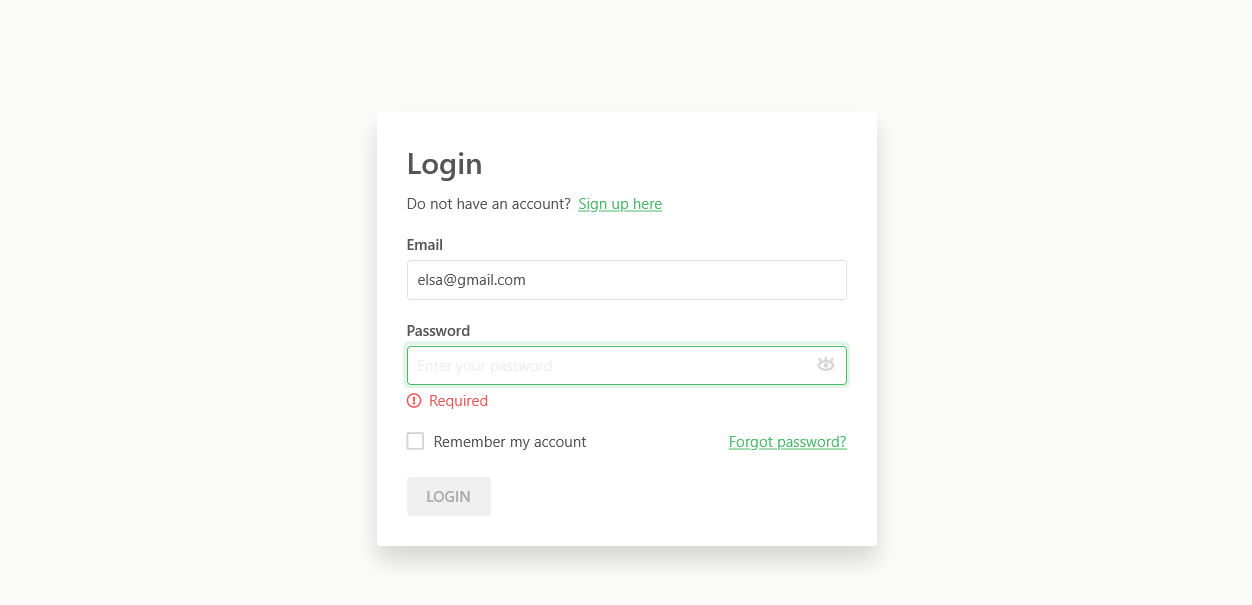 Login
Do not have an account? Sign up here
Email
elsa@gmail.com
Password
Enter your password
Required
Remember my account Forgot password?
LOGIN